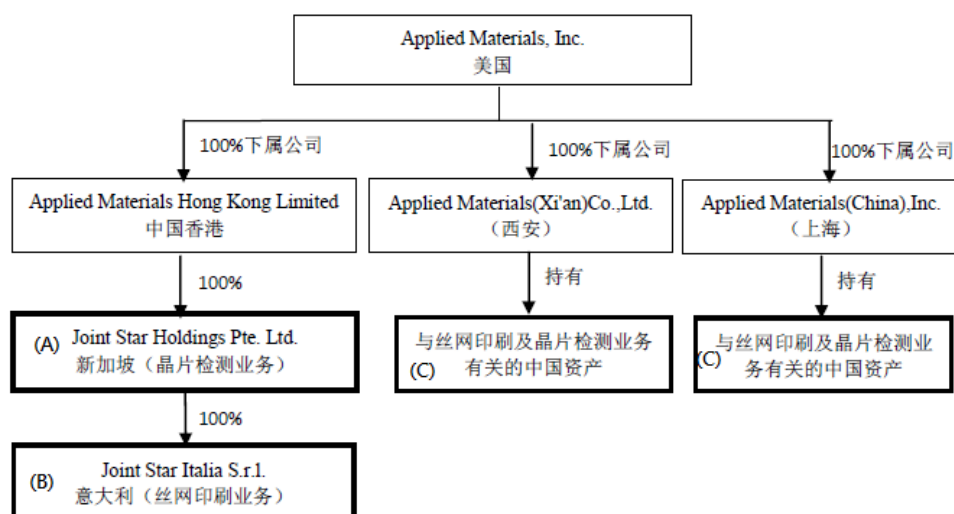 Applied Materials, Inc.
美国
100%下属公司
100%下属公司
100%下属公司
Applied Materials Hong Kong Limited
中国香港
Applied Materials(Xi'an)Co.,Ltd.
（西安）
Applied Materials(China),Inc.
（上海）
100%
持有
持有
(A) Joint Star Holdings Pte. Ltd.
新加坡（晶片检测业务）
与丝网印刷及晶片检测业务
(C) 有关的中国资产
与丝网印刷及晶片检测业
(C) 务有关的中国资产
100%
(B) Joint Star Italia S.r.l.
意大利（丝网印刷业务）